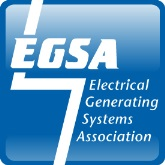 EGSA
Electrical
Generating
Systems
Association